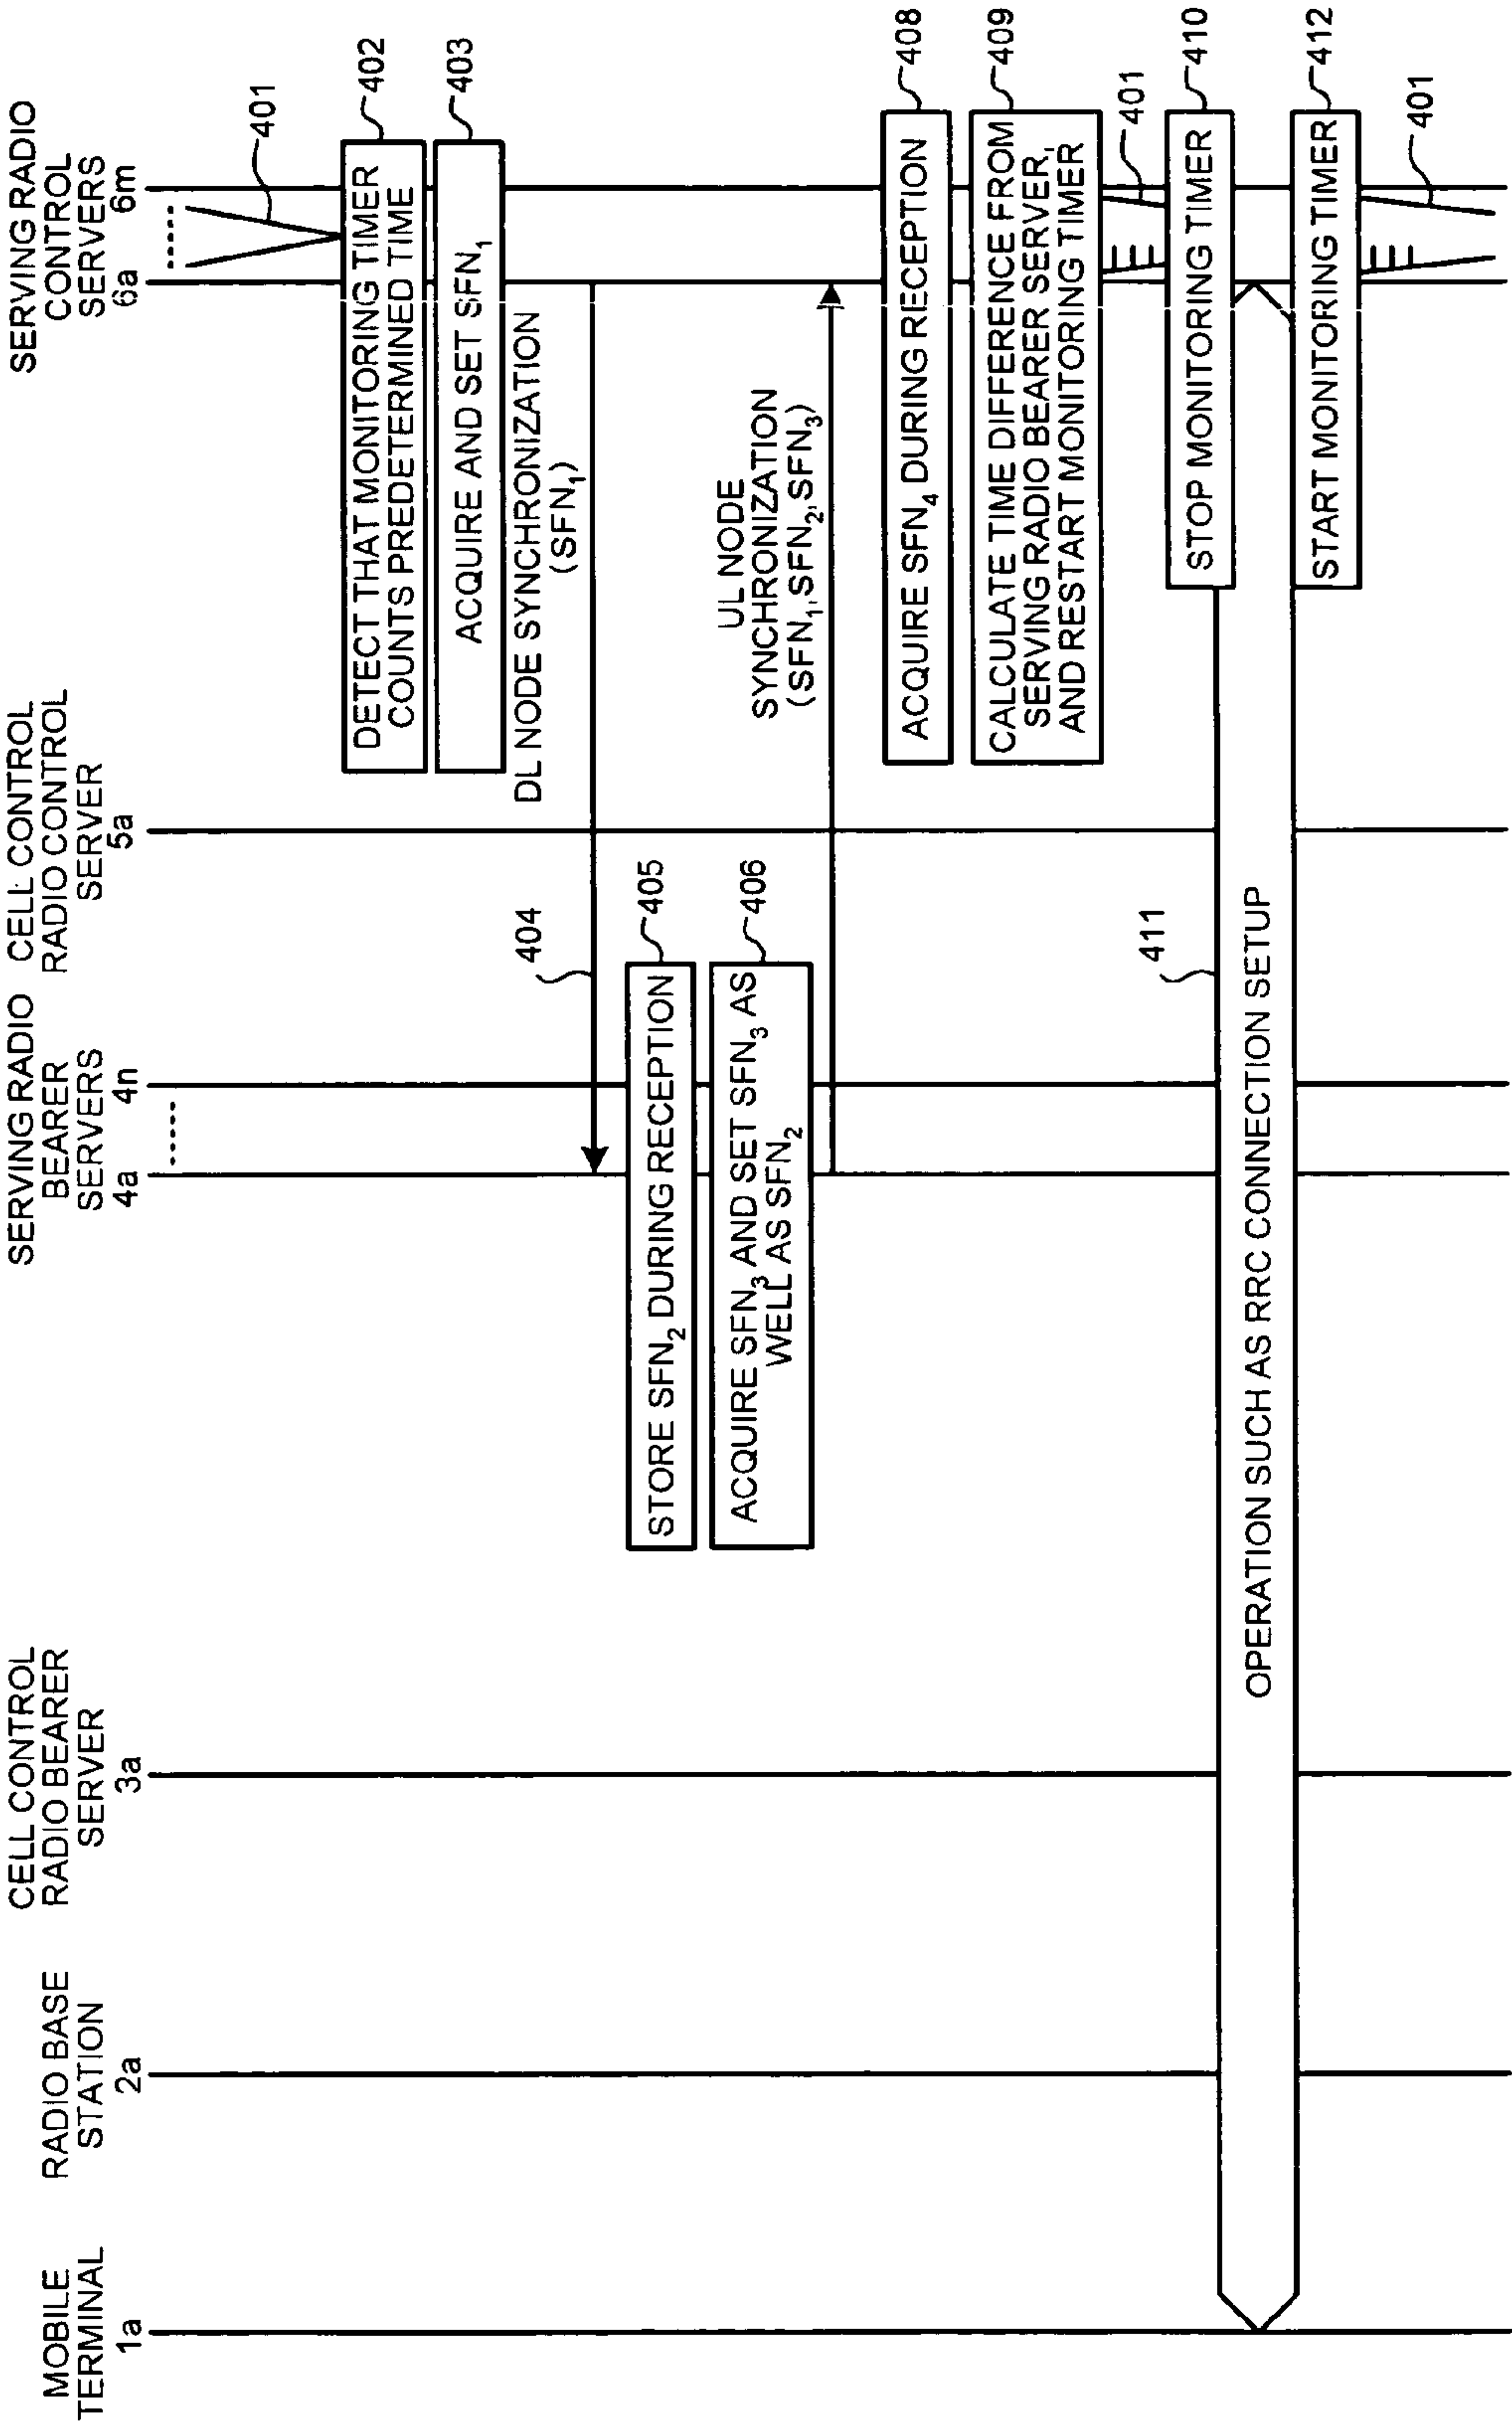 MOBILE
TERMINAL
1a
RADIO BASE
STATION
2a
CELL CONTROL
RADIO BEARER
SERVER
3a
SERVING RADIO
BEARER
SERVERS
4a
4n
CELL CONTROL
RADIO CONTROL
SERVER
5a
SERVING RADIO
CONTROL
SERVERS
6a
6m
401
DETECT THAT MONITORING TIMER
COUNTS PREDETERMINED TIME
402
ACQUIRE AND SET SFN₁
403
DL NODE SYNCHRONIZATION
(SFN₁)
404
STORE SFN₂ DURING RECEPTION
405
ACQUIRE SFN₃ AND SET SFN₃ AS
WELL AS SFN₂
406
UL NODE
SYNCHRONIZATION
(SFN₁,SFN₂,SFN₃)
ACQUIRE SFN₄ DURING RECEPTION
408
CALCULATE TIME DIFFERENCE FROM
SERVING RADIO BEARER SERVER,
AND RESTART MONITORING TIMER
409
401
STOP MONITORING TIMER
410
411
OPERATION SUCH AS RRC CONNECTION SETUP
START MONITORING TIMER
412
401